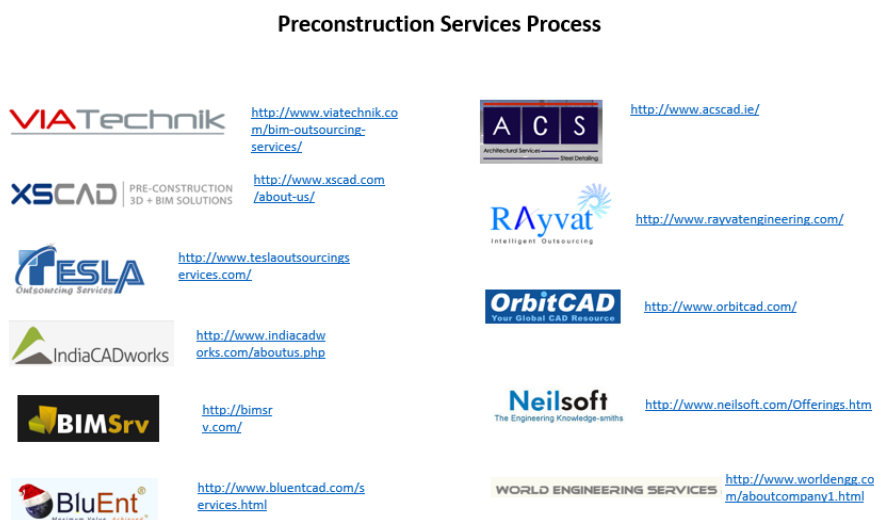 Preconstruction Services Process
VIATechnik
http://www.viatechnik.co
m/bim-outsourcing-
services/
XSCAD
PRE-CONSTRUCTION
3D + BIM SOLUTIONS
http://www.xscad.com
/about-us/
TESLA
Outsourcing Services
http://www.teslaoutsourcings
ervices.com/
IndiaCADworks
http://www.indiacadw
orks.com/aboutus.php
BIMSrv
http://bimsr
v.com/
BluEnt®
Maximum Value. Achieved.
http://www.bluentcad.com/s
ervices.html
A C S
Architectural Services
Steel Detailing
http://www.acscad.ie/
RAyvat
Intelligent Outsourcing
http://www.rayvatengineering.com/
OrbitCAD
Your Global CAD Resource
http://www.orbitcad.com/
Neilsoft
The Engineering Knowledge-smiths
http://www.neilsoft.com/Offerings.htm
WORLD ENGINEERING SERVICES
http://www.worldengg.co
m/aboutcompany1.html